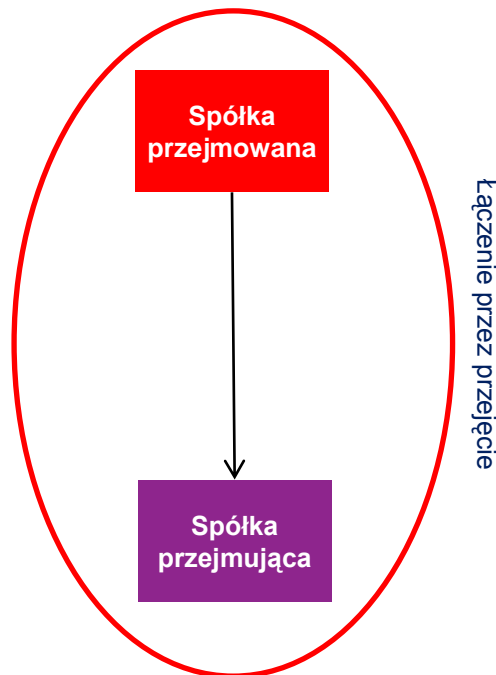 Spółka
przejmowana
Łączenie przez przejęcie
Spółka
przejmująca